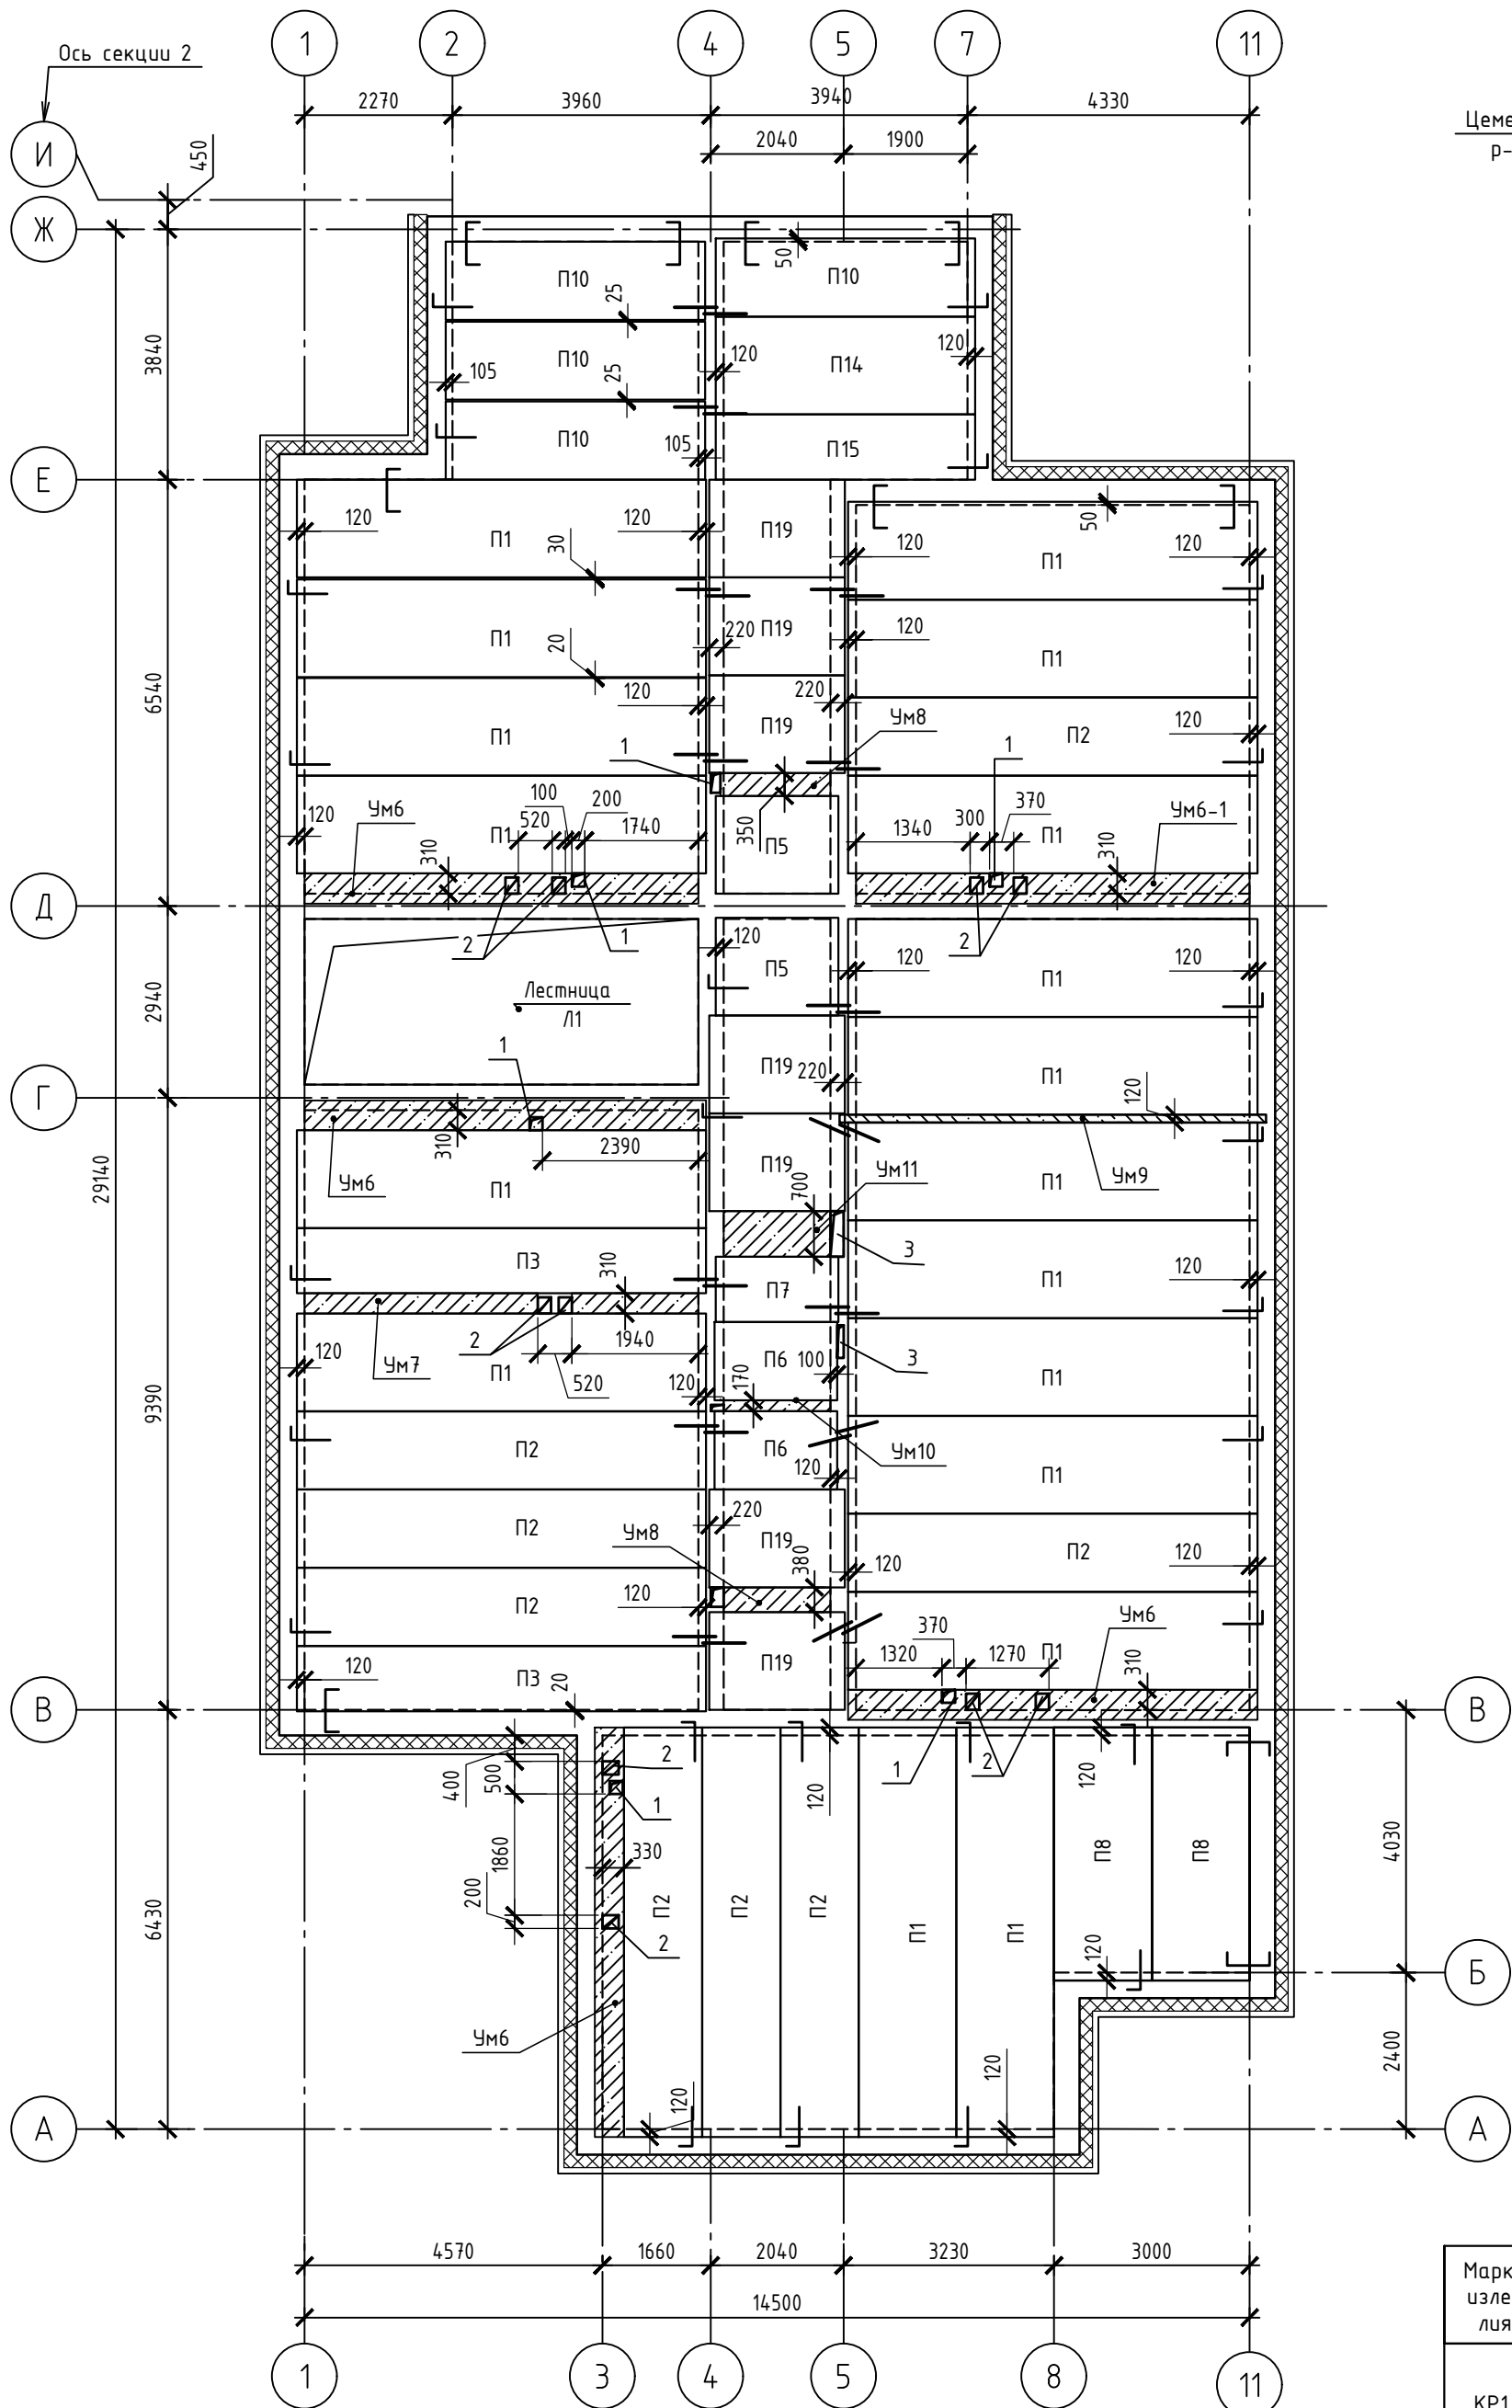 1 2 4 5 7 11
Ось секции 2
2270 3960 3940 4330
2040 1900
Цеме
р-
И
450
Ж
50
П10 П10
25
3840
П10 120 П14 120
105 25
П10 105 П15
Е
120 П1 120 П19 50
30 120 П1 120
П1 220 П19 120
20 П1
6540
120 220 Ум8
П1 1 П19 П2 120
1
100 200 370
120 Ум6 520 1740 1340 300 Ум6-1
310 П1 350 П5 П1 310
Д
2 1 120 П5 120 2 П1 120
2940
Лестница
Л1
1 П19 220 П1
120
Г
310 2390
Ум6 П1 П19 Ум11 П1 Ум9
700
29140
3
П3 310 П7 П1 120
2 1940 3
120 Ум7 П1 520 П6 100 П1
120 170
9390
П2 П6 Ум10 П1
120
220
П2 Ум8 П19 П2 120
380 120
П2 120 370 Ум6
1320 1270 П1 310
120 П3 20 П19
В В
2 1 2
400 500 1 120 120
1860 330
200 П2 П2 П2 П1 П1 П8 П8 4030
6430
2 120
Б
Ум6
120 120 2400
А А
4570 1660 2040 3230 3000
14500
Марк
изле
лия
1 3 4 5 8 11
КР1